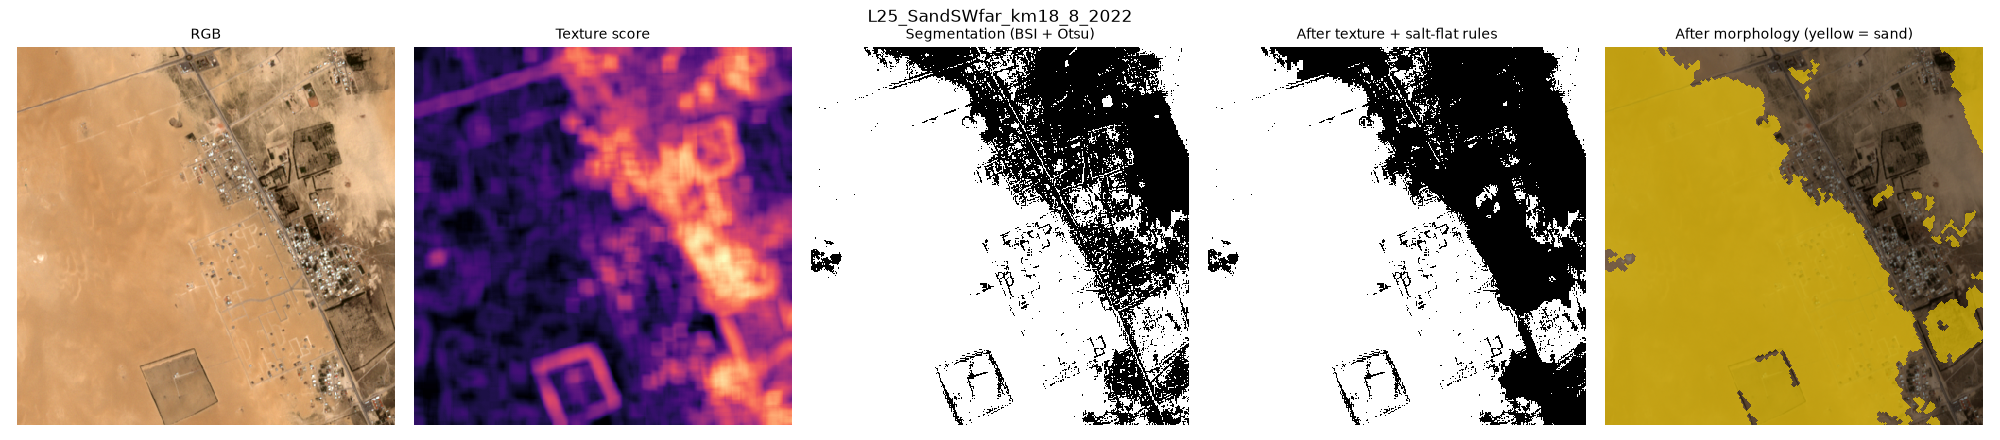 L25_SandSWfar_km18_8_2022
RGB
Texture score
Segmentation (BSI + Otsu)
After texture + salt-flat rules
After morphology (yellow = sand)